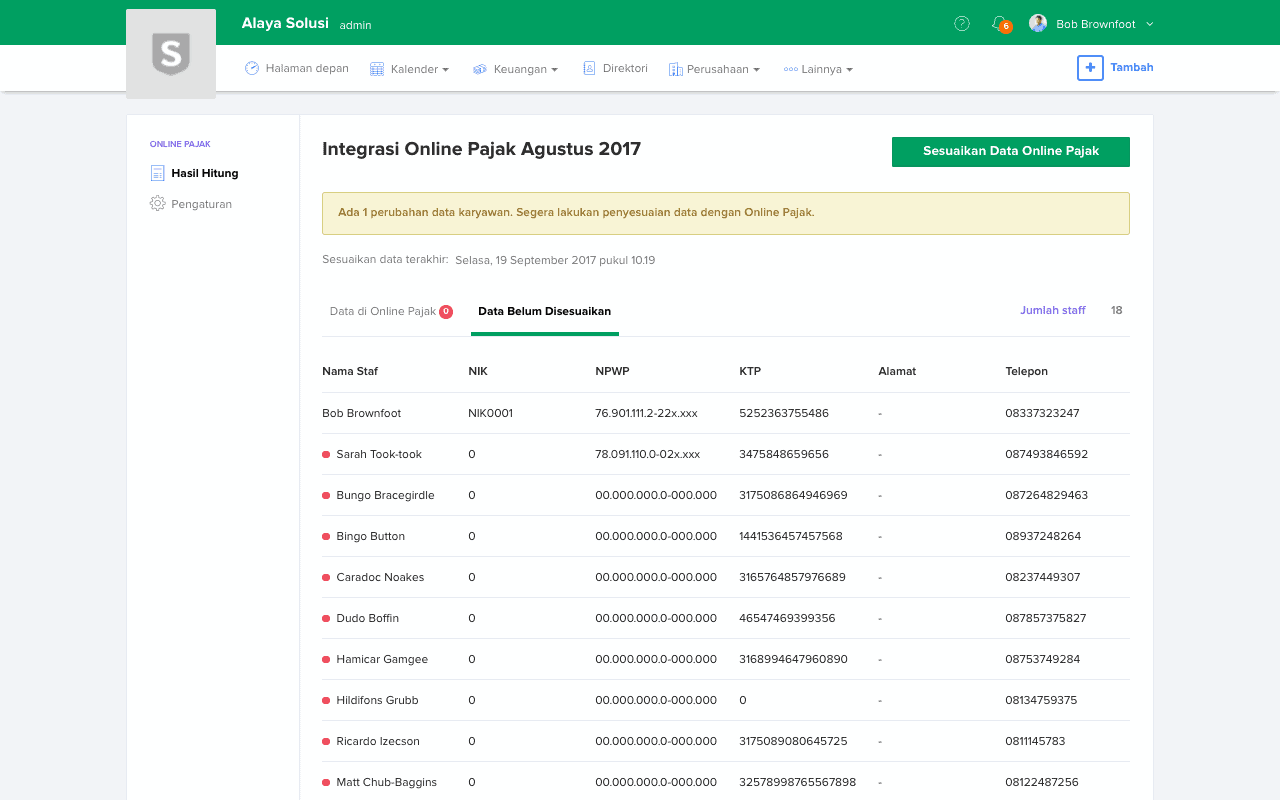 Alaya Solusi admin
6 Bob Brownfoot
S
Halaman depan Kalender Keuangan Direktori Perusahaan Lainnya + Tambah
ONLINE PAJAK
Hasil Hitung
Pengaturan
Integrasi Online Pajak Agustus 2017
Sesuaikan Data Online Pajak
Ada 1 perubahan data karyawan. Segera lakukan penyesuaian data dengan Online Pajak.
Sesuaikan data terakhir: Selasa, 19 September 2017 pukul 10.19
Data di Online Pajak 0 Data Belum Disesuaikan Jumlah staff 18
Nama Staf NIK NPWP KTP Alamat Telepon
Bob Brownfoot NIK0001 76.901.111.2-22x.xxx 5252363755486 - 08337323247
Sarah Took-took 0 78.091.110.0-02x.xxx 3475848659656 - 087493846592
Bungo Bracegirdle 0 00.000.000.0-000.000 3175086864946969 - 087264829463
Bingo Button 0 00.000.000.0-000.000 1441536457457568 - 08937248264
Caradoc Noakes 0 00.000.000.0-000.000 3165764857976689 - 08237449307
Dudo Boffin 0 00.000.000.0-000.000 46547469399356 - 087857375827
Hamicar Gamgee 0 00.000.000.0-000.000 3168994647960890 - 08753749284
Hildifons Grubb 0 00.000.000.0-000.000 0 - 08134759375
Ricardo Izecson 0 00.000.000.0-000.000 3175089080645725 - 0811145783
Matt Chub-Baggins 0 00.000.000.0-000.000 32578998765567898 - 08122487256